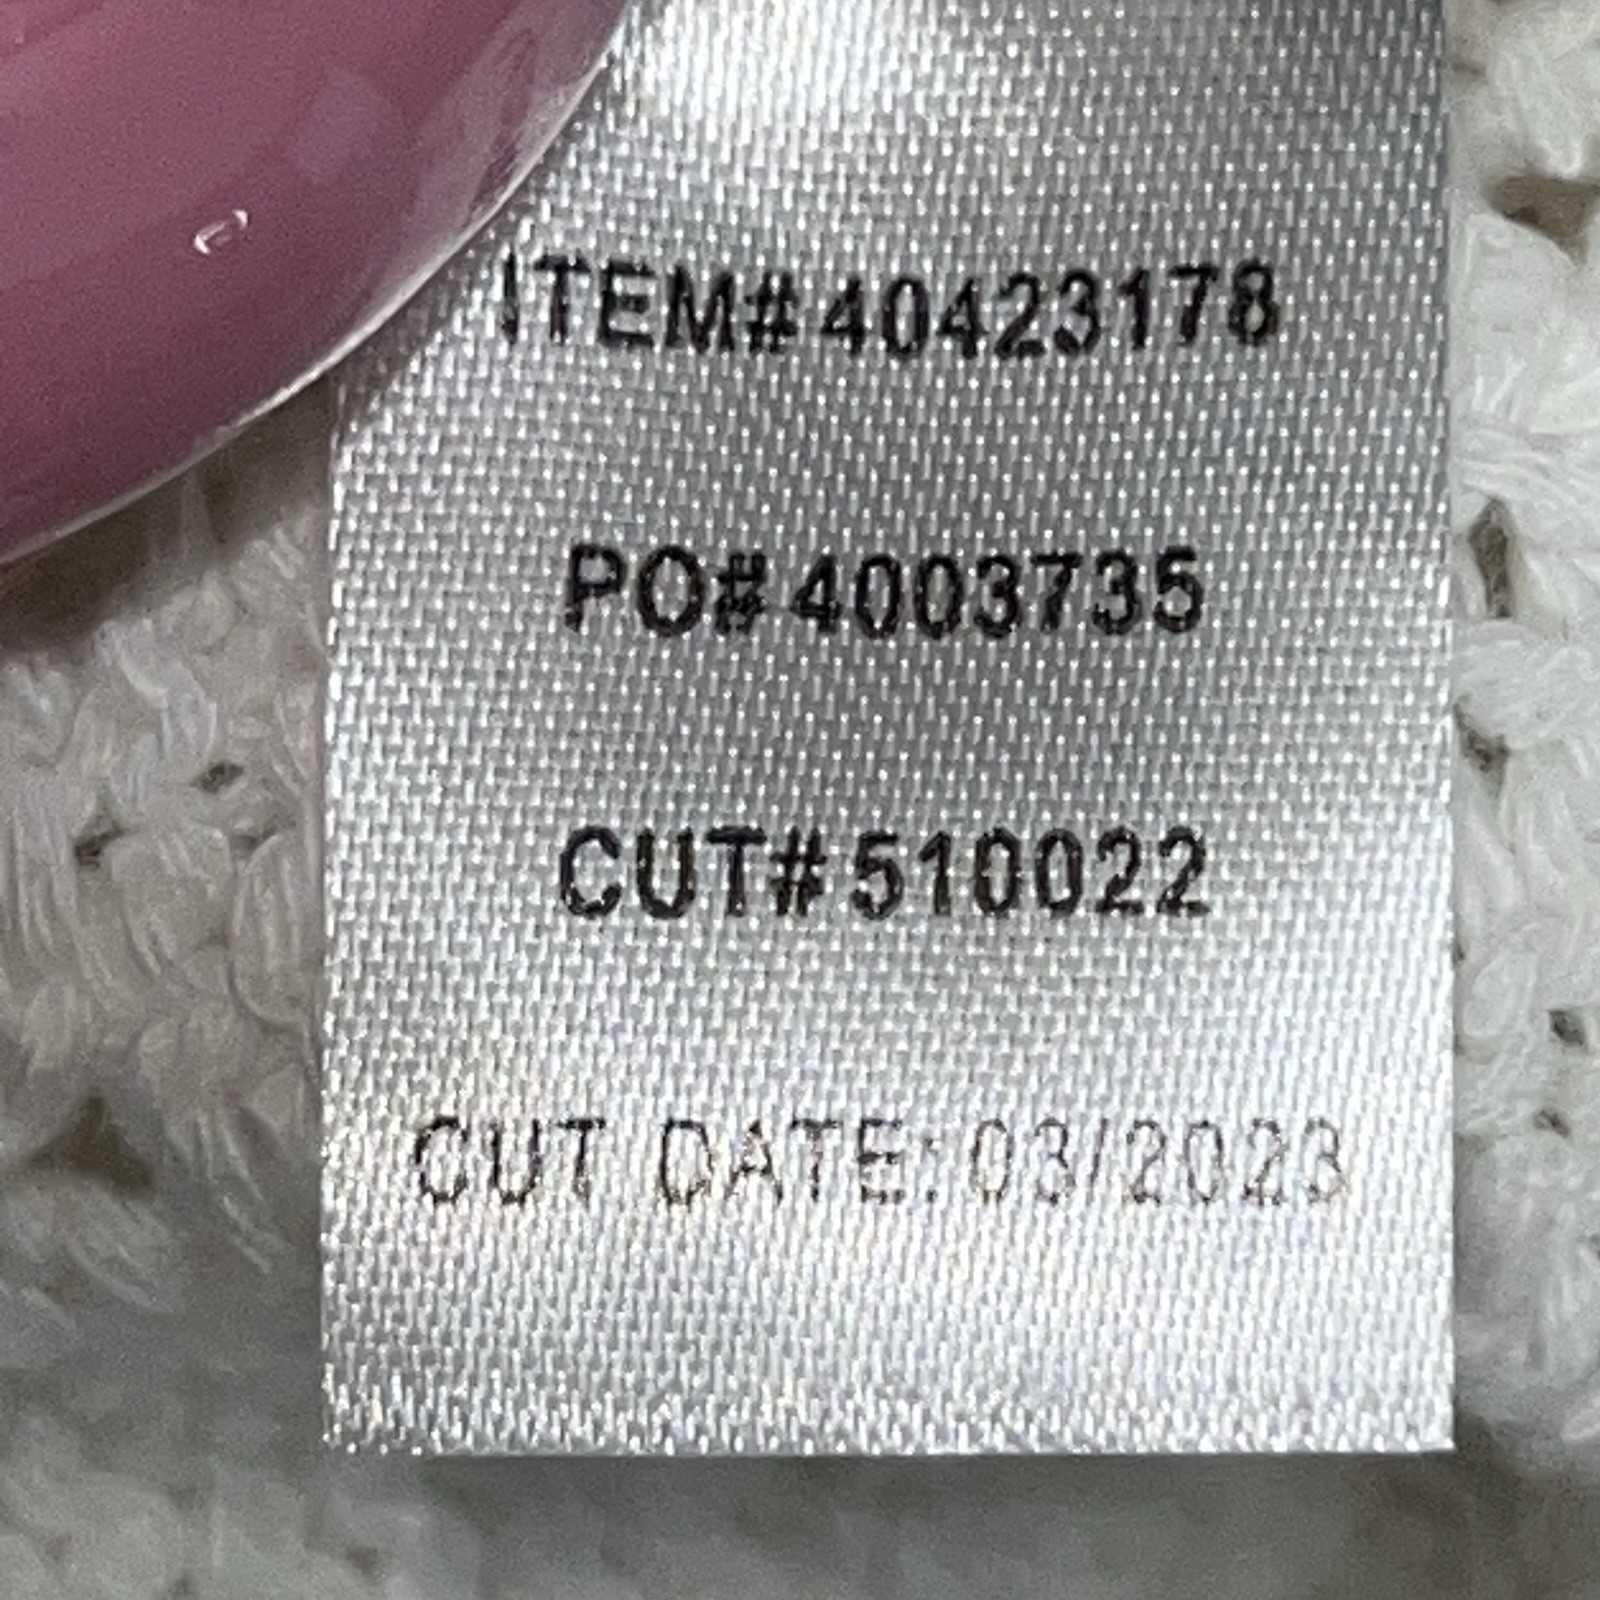 ITEM# 40423178
PO# 4003735
CUT# 510022
CUT DATE: 03/2023